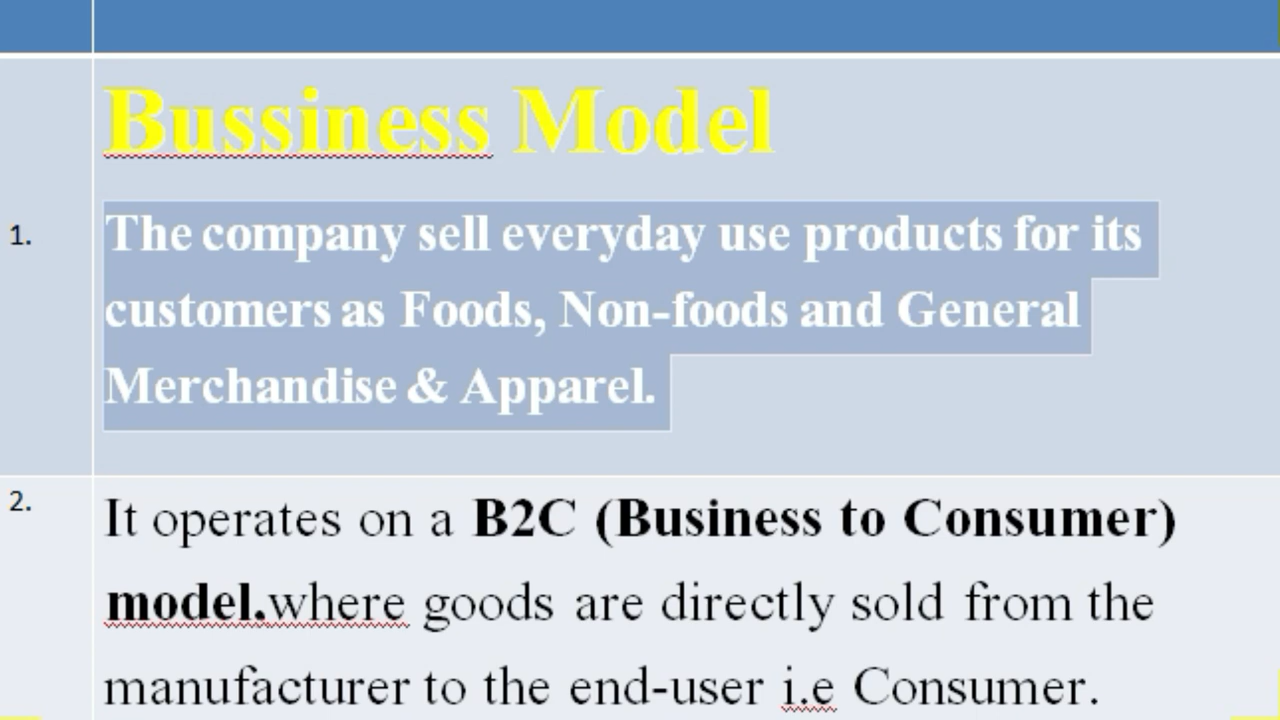 Bussiness Model
1.
The company sell everyday use products for its
customers as Foods, Non-foods and General
Merchandise & Apparel.
2.
It operates on a B2C (Business to Consumer)
model.where goods are directly sold from the
manufacturer to the end-user i.e Consumer.